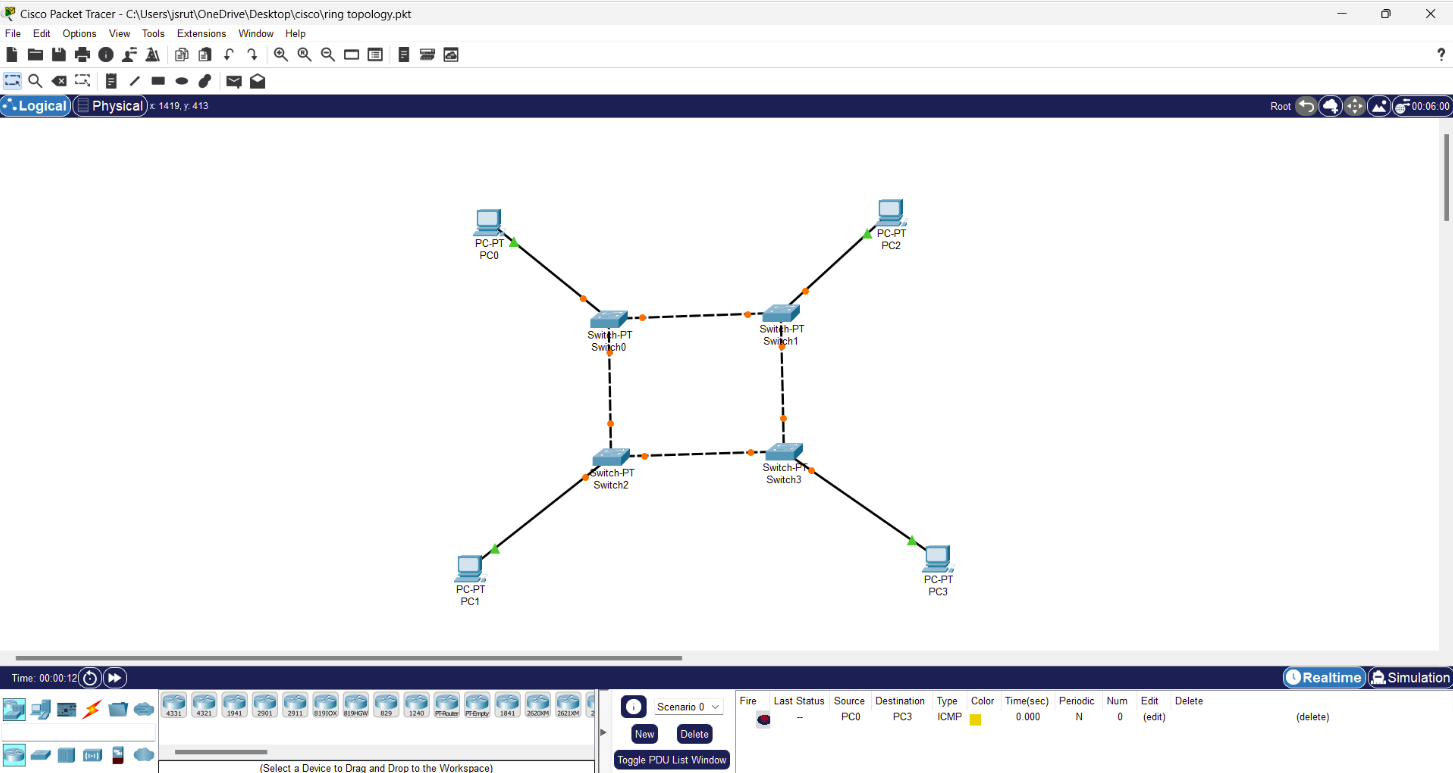 Cisco Packet Tracer - C:\Users\jsrut\OneDrive\Desktop\cisco\ring topology.pkt
File Edit Options View Tools Extensions Window Help
?
Logical Physical x: 1419, y: 413 Root 00:06:00
PC-PT
PC0
PC-PT
PC2
Switch-PT
Switch0
Switch-PT
Switch1
Switch-PT
Switch2
Switch-PT
Switch3
PC-PT
PC1
PC-PT
PC3
Time: 00:00:12 Realtime Simulation
4331 4321 1941 2901 2911 819IOX 819HGW 829 1240 PT-Router PT-Empty 1841 2620XM 2621XM 2
Scenario 0
New Delete
Toggle PDU List Window
Fire Last Status Source Destination Type Color Time(sec) Periodic Num Edit Delete
-- PC0 PC3 ICMP 0.000 N 0 (edit) (delete)
(Select a Device to Drag and Drop to the Workspace)